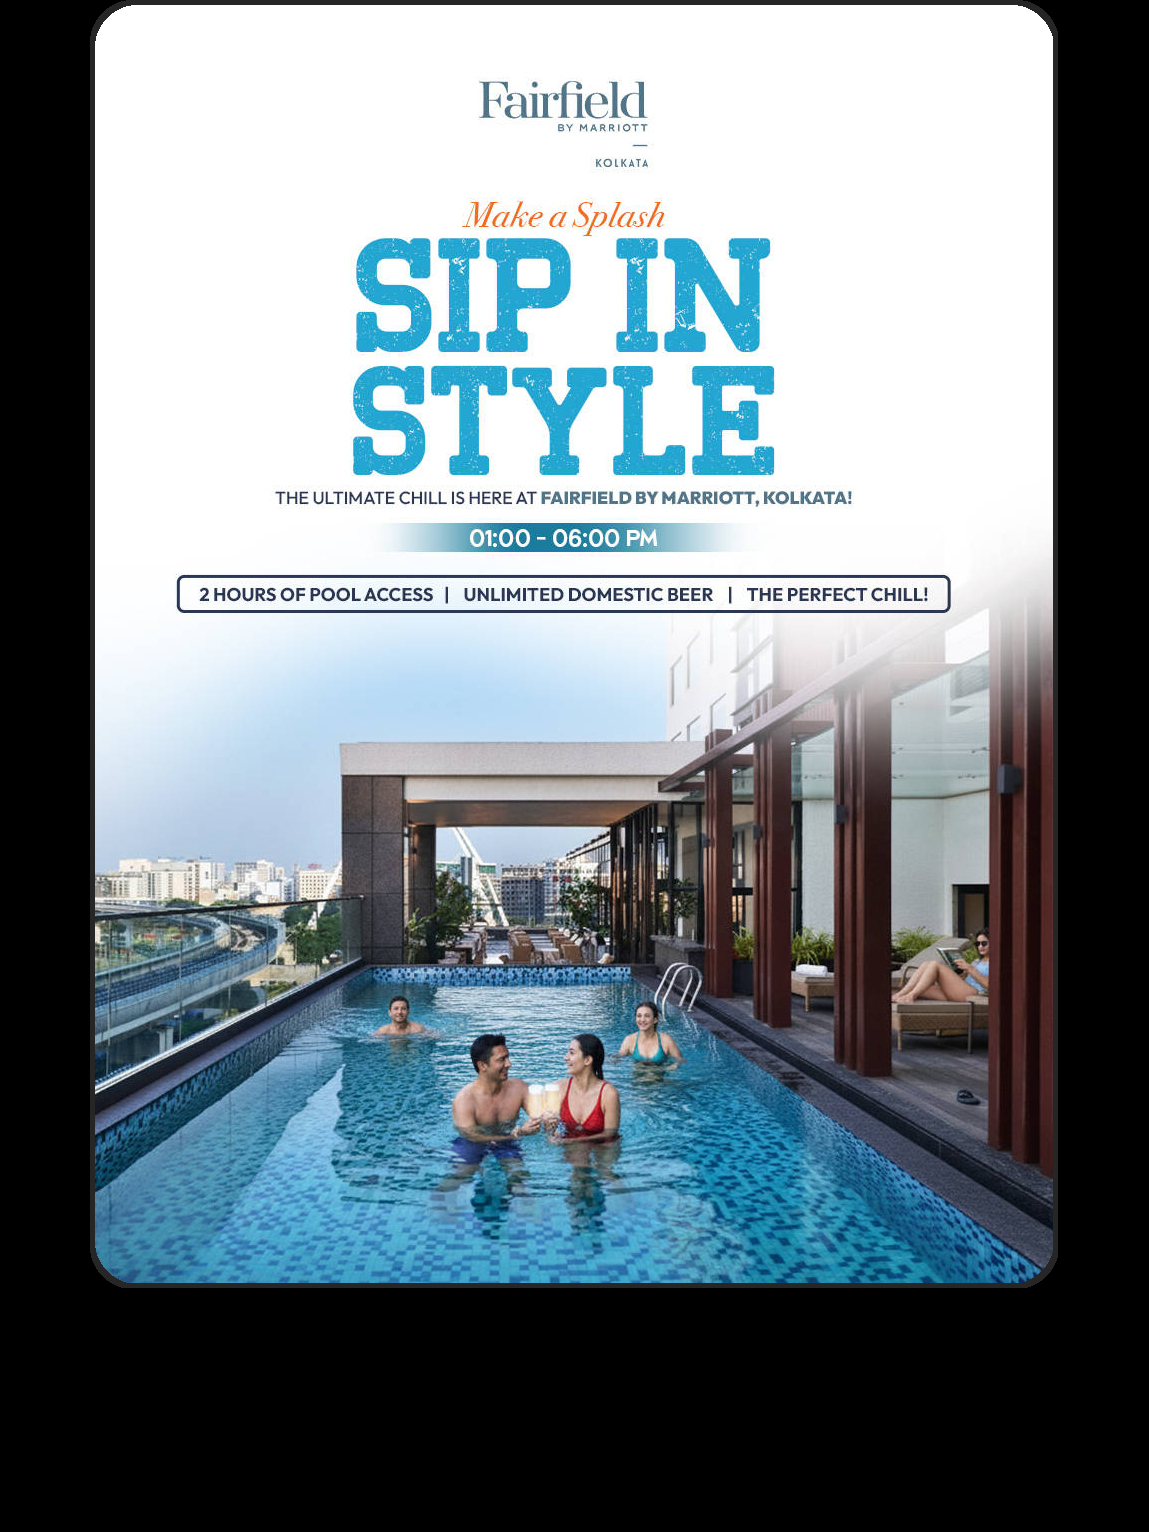 Fairfield
BY MARRIOTT
KOLKATA
Make a Splash
SIP IN
STYLE
THE ULTIMATE CHILL IS HERE AT FAIRFIELD BY MARRIOTT, KOLKATA!
01:00 - 06:00 PM
2 HOURS OF POOL ACCESS | UNLIMITED DOMESTIC BEER | THE PERFECT CHILL!